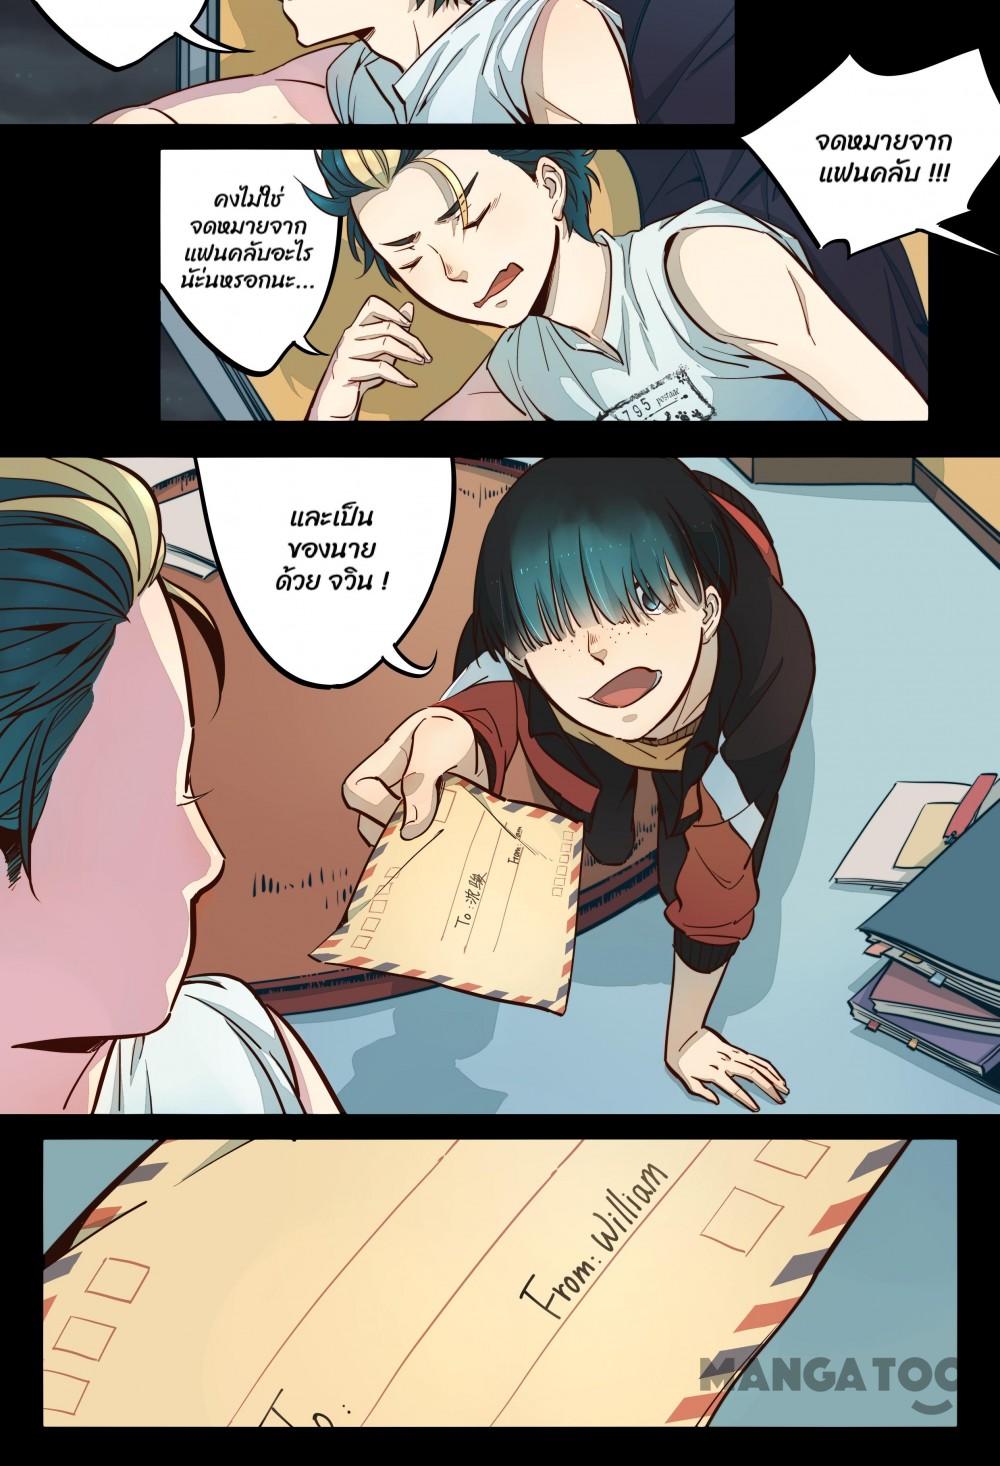 จดหมายจาก
แฟนคลับ !!!
คงไม่ใช่
จดหมายจาก
แฟนคลับอะไร
นั่นหรอกนะ...
1795 postaar
และเป็น
ของนาย
ด้วย จวิน !
To: 沈骏
From: William
To:
MANGATOO